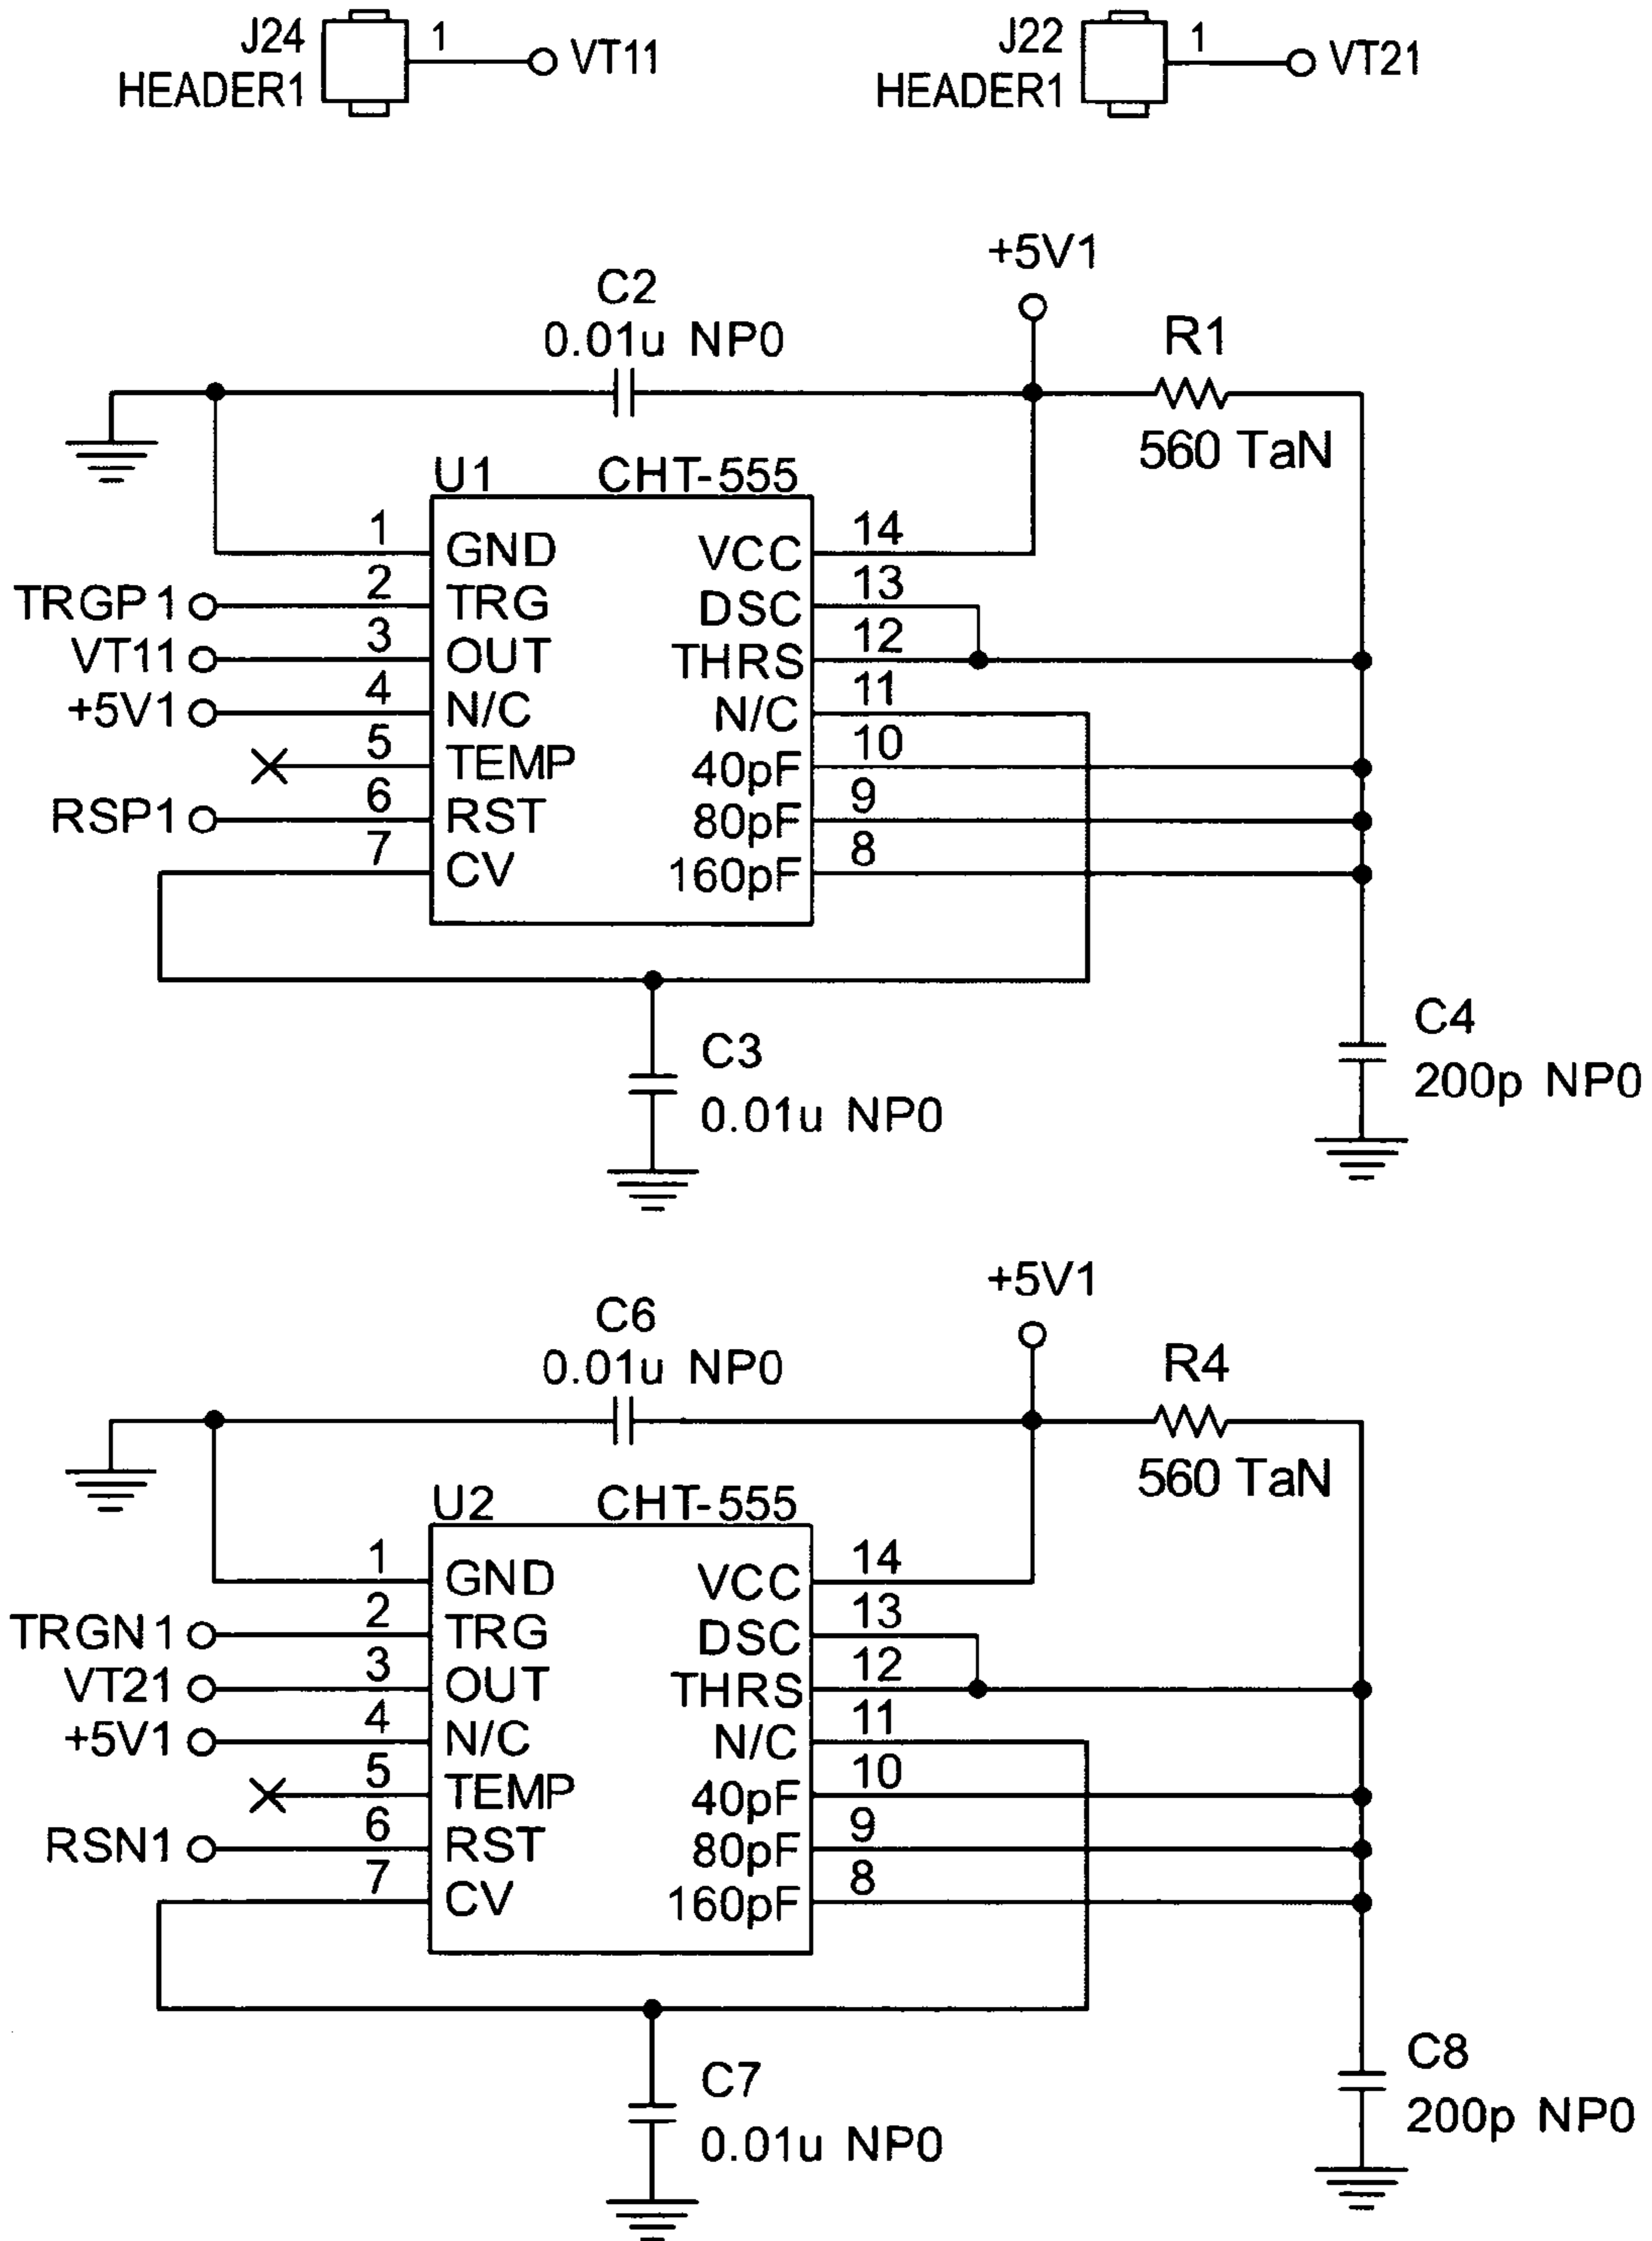 J24
HEADER1
1
VT11
J22
HEADER1
1
VT21
+5V1
C2
0.01u NP0
R1
560 TaN
U1 CHT-555
1 GND
VCC 14
TRGP1 2 TRG
DSC 13
VT11 3 OUT
THRS 12
+5V1 4 N/C
N/C 11
5 TEMP
40pF 10
RSP1 6 RST
80pF 9
7 CV
160pF 8
C3
0.01u NP0
C4
200p NP0
+5V1
C6
0.01u NP0
R4
560 TaN
U2 CHT-555
1 GND
VCC 14
TRGN1 2 TRG
DSC 13
VT21 3 OUT
THRS 12
+5V1 4 N/C
N/C 11
5 TEMP
40pF 10
RSN1 6 RST
80pF 9
7 CV
160pF 8
C7
0.01u NP0
C8
200p NP0